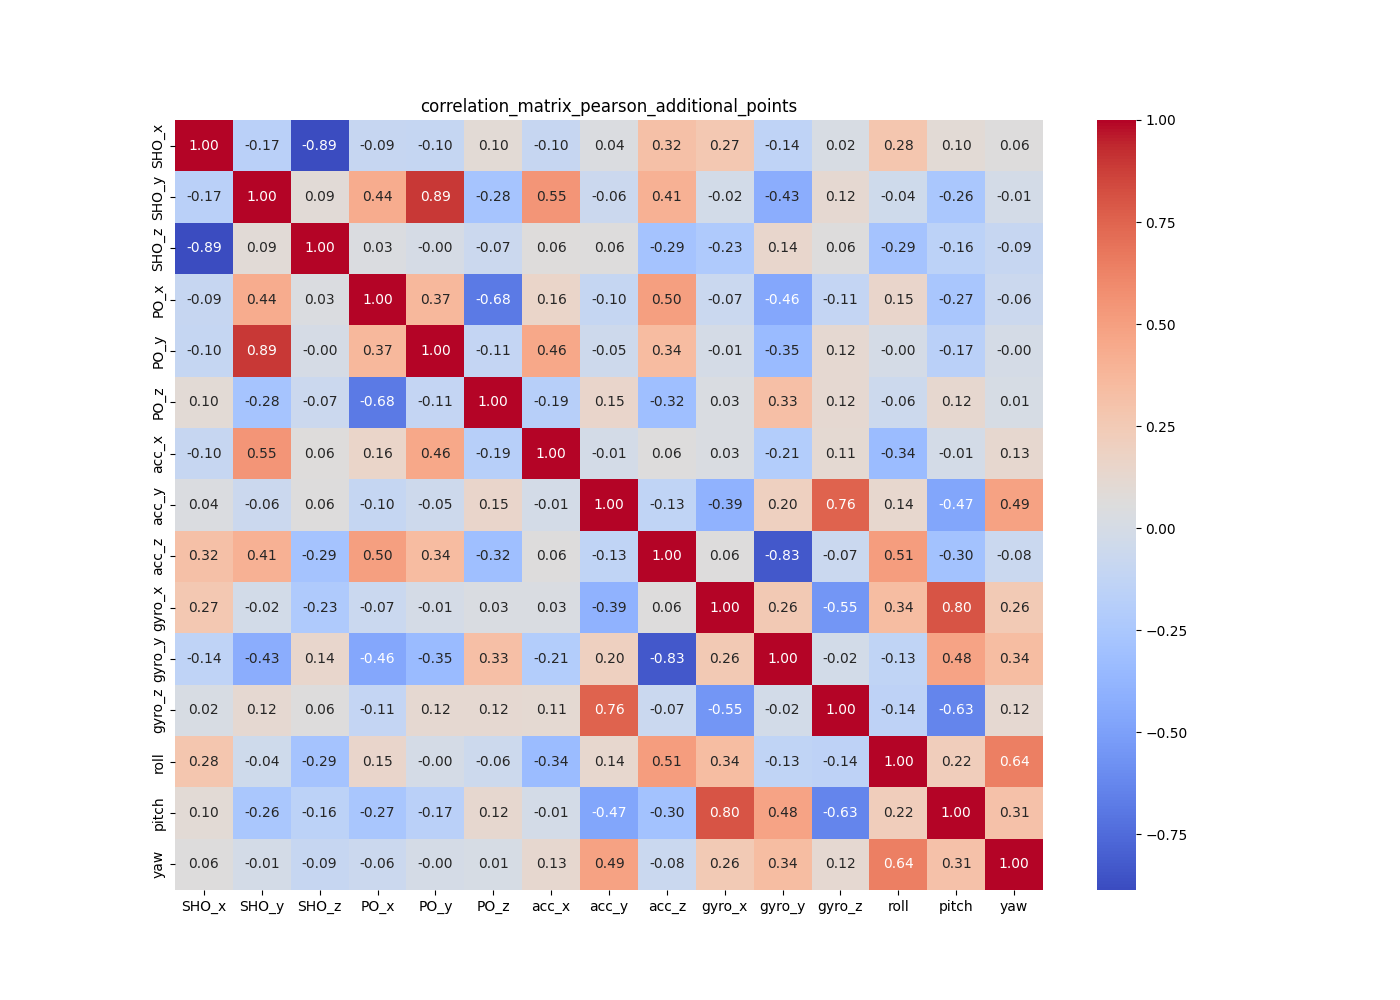 correlation_matrix_pearson_additional_points
SHO_x 1.00 -0.17 -0.89 -0.09 -0.10 0.10 -0.10 0.04 0.32 0.27 -0.14 0.02 0.28 0.10 0.06
SHO_y -0.17 1.00 0.09 0.44 0.89 -0.28 0.55 -0.06 0.41 -0.02 -0.43 0.12 -0.04 -0.26 -0.01
SHO_z -0.89 0.09 1.00 0.03 -0.00 -0.07 0.06 0.06 -0.29 -0.23 0.14 0.06 -0.29 -0.16 -0.09
PO_x -0.09 0.44 0.03 1.00 0.37 -0.68 0.16 -0.10 0.50 -0.07 -0.46 -0.11 0.15 -0.27 -0.06
PO_y -0.10 0.89 -0.00 0.37 1.00 -0.11 0.46 -0.05 0.34 -0.01 -0.35 0.12 -0.00 -0.17 -0.00
PO_z 0.10 -0.28 -0.07 -0.68 -0.11 1.00 -0.19 0.15 -0.32 0.03 0.33 0.12 -0.06 0.12 0.01
acc_x -0.10 0.55 0.06 0.16 0.46 -0.19 1.00 -0.01 0.06 0.03 -0.21 0.11 -0.34 -0.01 0.13
acc_y 0.04 -0.06 0.06 -0.10 -0.05 0.15 -0.01 1.00 -0.13 -0.39 0.20 0.76 0.14 -0.47 0.49
acc_z 0.32 0.41 -0.29 0.50 0.34 -0.32 0.06 -0.13 1.00 0.06 -0.83 -0.07 0.51 -0.30 -0.08
gyro_x 0.27 -0.02 -0.23 -0.07 -0.01 0.03 0.03 -0.39 0.06 1.00 0.26 -0.55 0.34 0.80 0.26
gyro_y -0.14 -0.43 0.14 -0.46 -0.35 0.33 -0.21 0.20 -0.83 0.26 1.00 -0.02 -0.13 0.48 0.34
gyro_z 0.02 0.12 0.06 -0.11 0.12 0.12 0.11 0.76 -0.07 -0.55 -0.02 1.00 -0.14 -0.63 0.12
roll 0.28 -0.04 -0.29 0.15 -0.00 -0.06 -0.34 0.14 0.51 0.34 -0.13 -0.14 1.00 0.22 0.64
pitch 0.10 -0.26 -0.16 -0.27 -0.17 0.12 -0.01 -0.47 -0.30 0.80 0.48 -0.63 0.22 1.00 0.31
yaw 0.06 -0.01 -0.09 -0.06 -0.00 0.01 0.13 0.49 -0.08 0.26 0.34 0.12 0.64 0.31 1.00
SHO_x SHO_y SHO_z PO_x PO_y PO_z acc_x acc_y acc_z gyro_x gyro_y gyro_z roll pitch yaw
1.00
0.75
0.50
0.25
0.00
−0.25
−0.50
−0.75